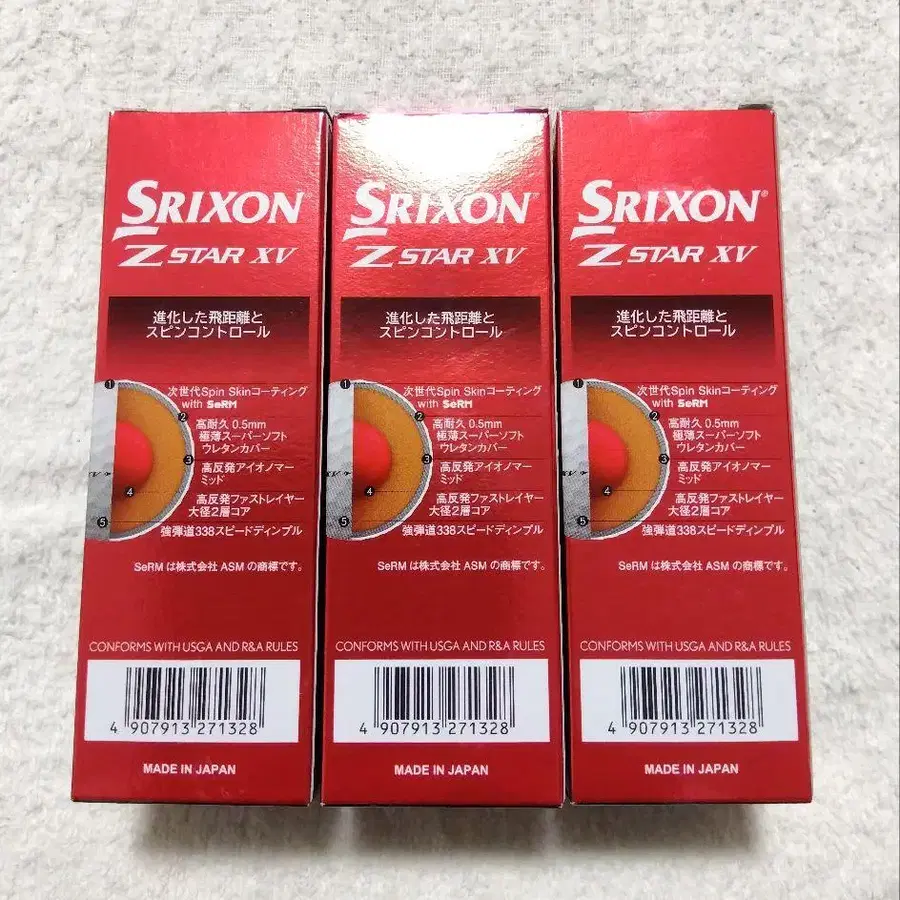 SRIXON
Z STAR XV
進化した飛距離と
スピンコントロール
1
次世代Spin Skinコーティング
with SeRM
2
高耐久 0.5mm
極薄スーパーソフト
ウレタンカバー
3
高反発アイオノマー
ミッド
4
高反発ファストレイヤー
大径2層コア
5
強弾道338スピードディンプル
SeRM は株式会社 ASM の商標です。
CONFORMS WITH USGA AND R&A RULES
4 907913 271328
MADE IN JAPAN
SRIXON
Z STAR XV
進化した飛距離と
スピンコントロール
1
次世代Spin Skinコーティング
with SeRM
2
高耐久 0.5mm
極薄スーパーソフト
ウレタンカバー
3
高反発アイオノマー
ミッド
XV
4
高反発ファストレイヤー
大径2層コア
5
強弾道338スピードディンプル
SeRM は株式会社 ASM の商標です。
CONFORMS WITH USGA AND R&A RULES
4 907913 271328
MADE IN JAPAN
SRIXON®
Z STAR XV
進化した飛距離と
スピンコントロール
1
次世代Spin Skinコーティング
with SeRM
2
高耐久 0.5mm
極薄スーパーソフト
ウレタンカバー
3
高反発アイオノマー
ミッド
XV
4
高反発ファストレイヤー
大径2層コア
5
強弾道338スピードディンプル
SeRM は株式会社 ASM の商標です。
CONFORMS WITH USGA AND R&A RULES
4 907913 271328
MADE IN JAPAN